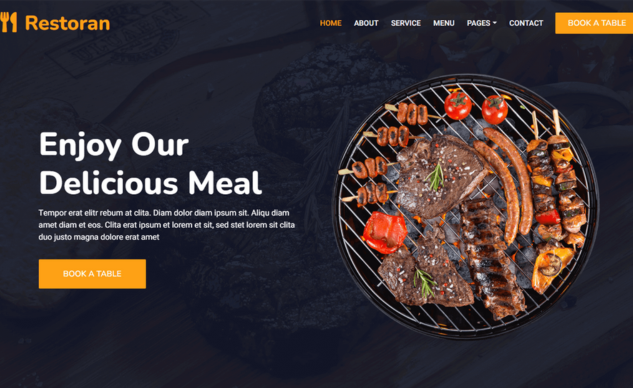 Restoran
HOME ABOUT SERVICE MENU PAGES CONTACT BOOK A TABLE
Enjoy Our
Delicious Meal
Tempor erat elitr rebum at clita. Diam dolor diam ipsum sit. Aliqu diam
amet diam et eos. Clita erat ipsum et lorem et sit, sed stet lorem sit clita
duo justo magna dolore erat amet
BOOK A TABLE